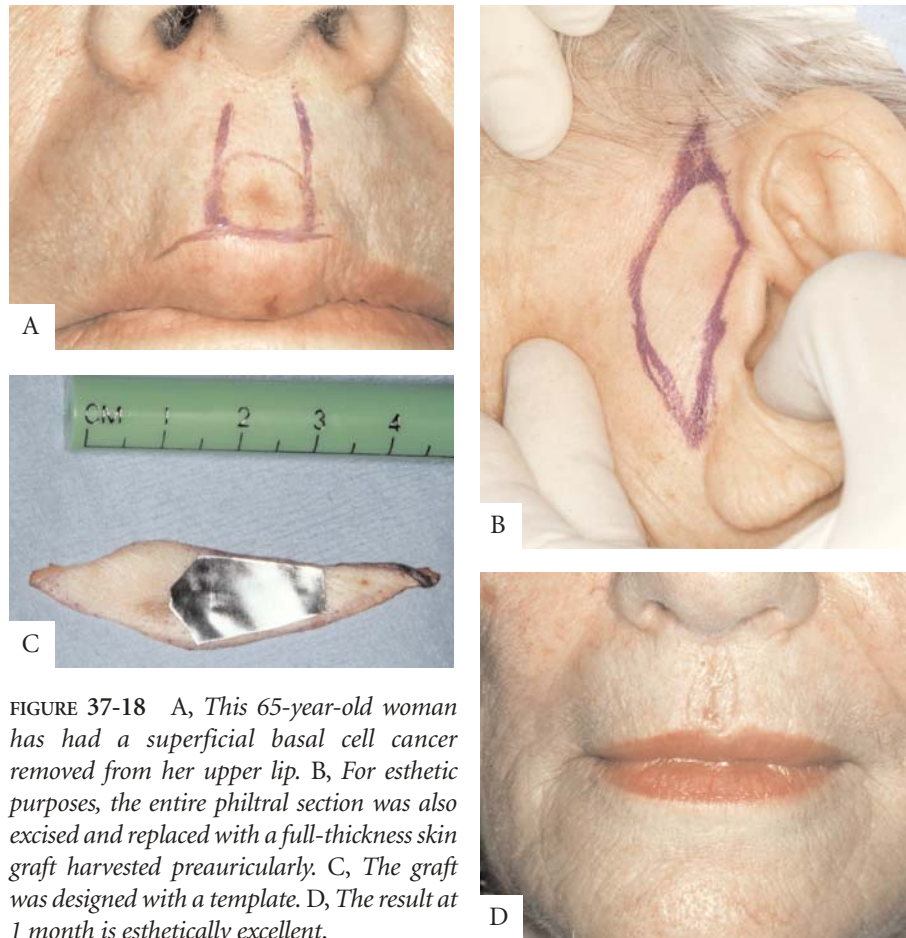 A
B
CM 1 2 3 4
C
FIGURE 37-18 A, This 65-year-old woman
has had a superficial basal cell cancer
removed from her upper lip. B, For esthetic
purposes, the entire philtral section was also
excised and replaced with a full-thickness skin
graft harvested preauricularly. C, The graft
was designed with a template. D, The result at
1 month is esthetically excellent.
D